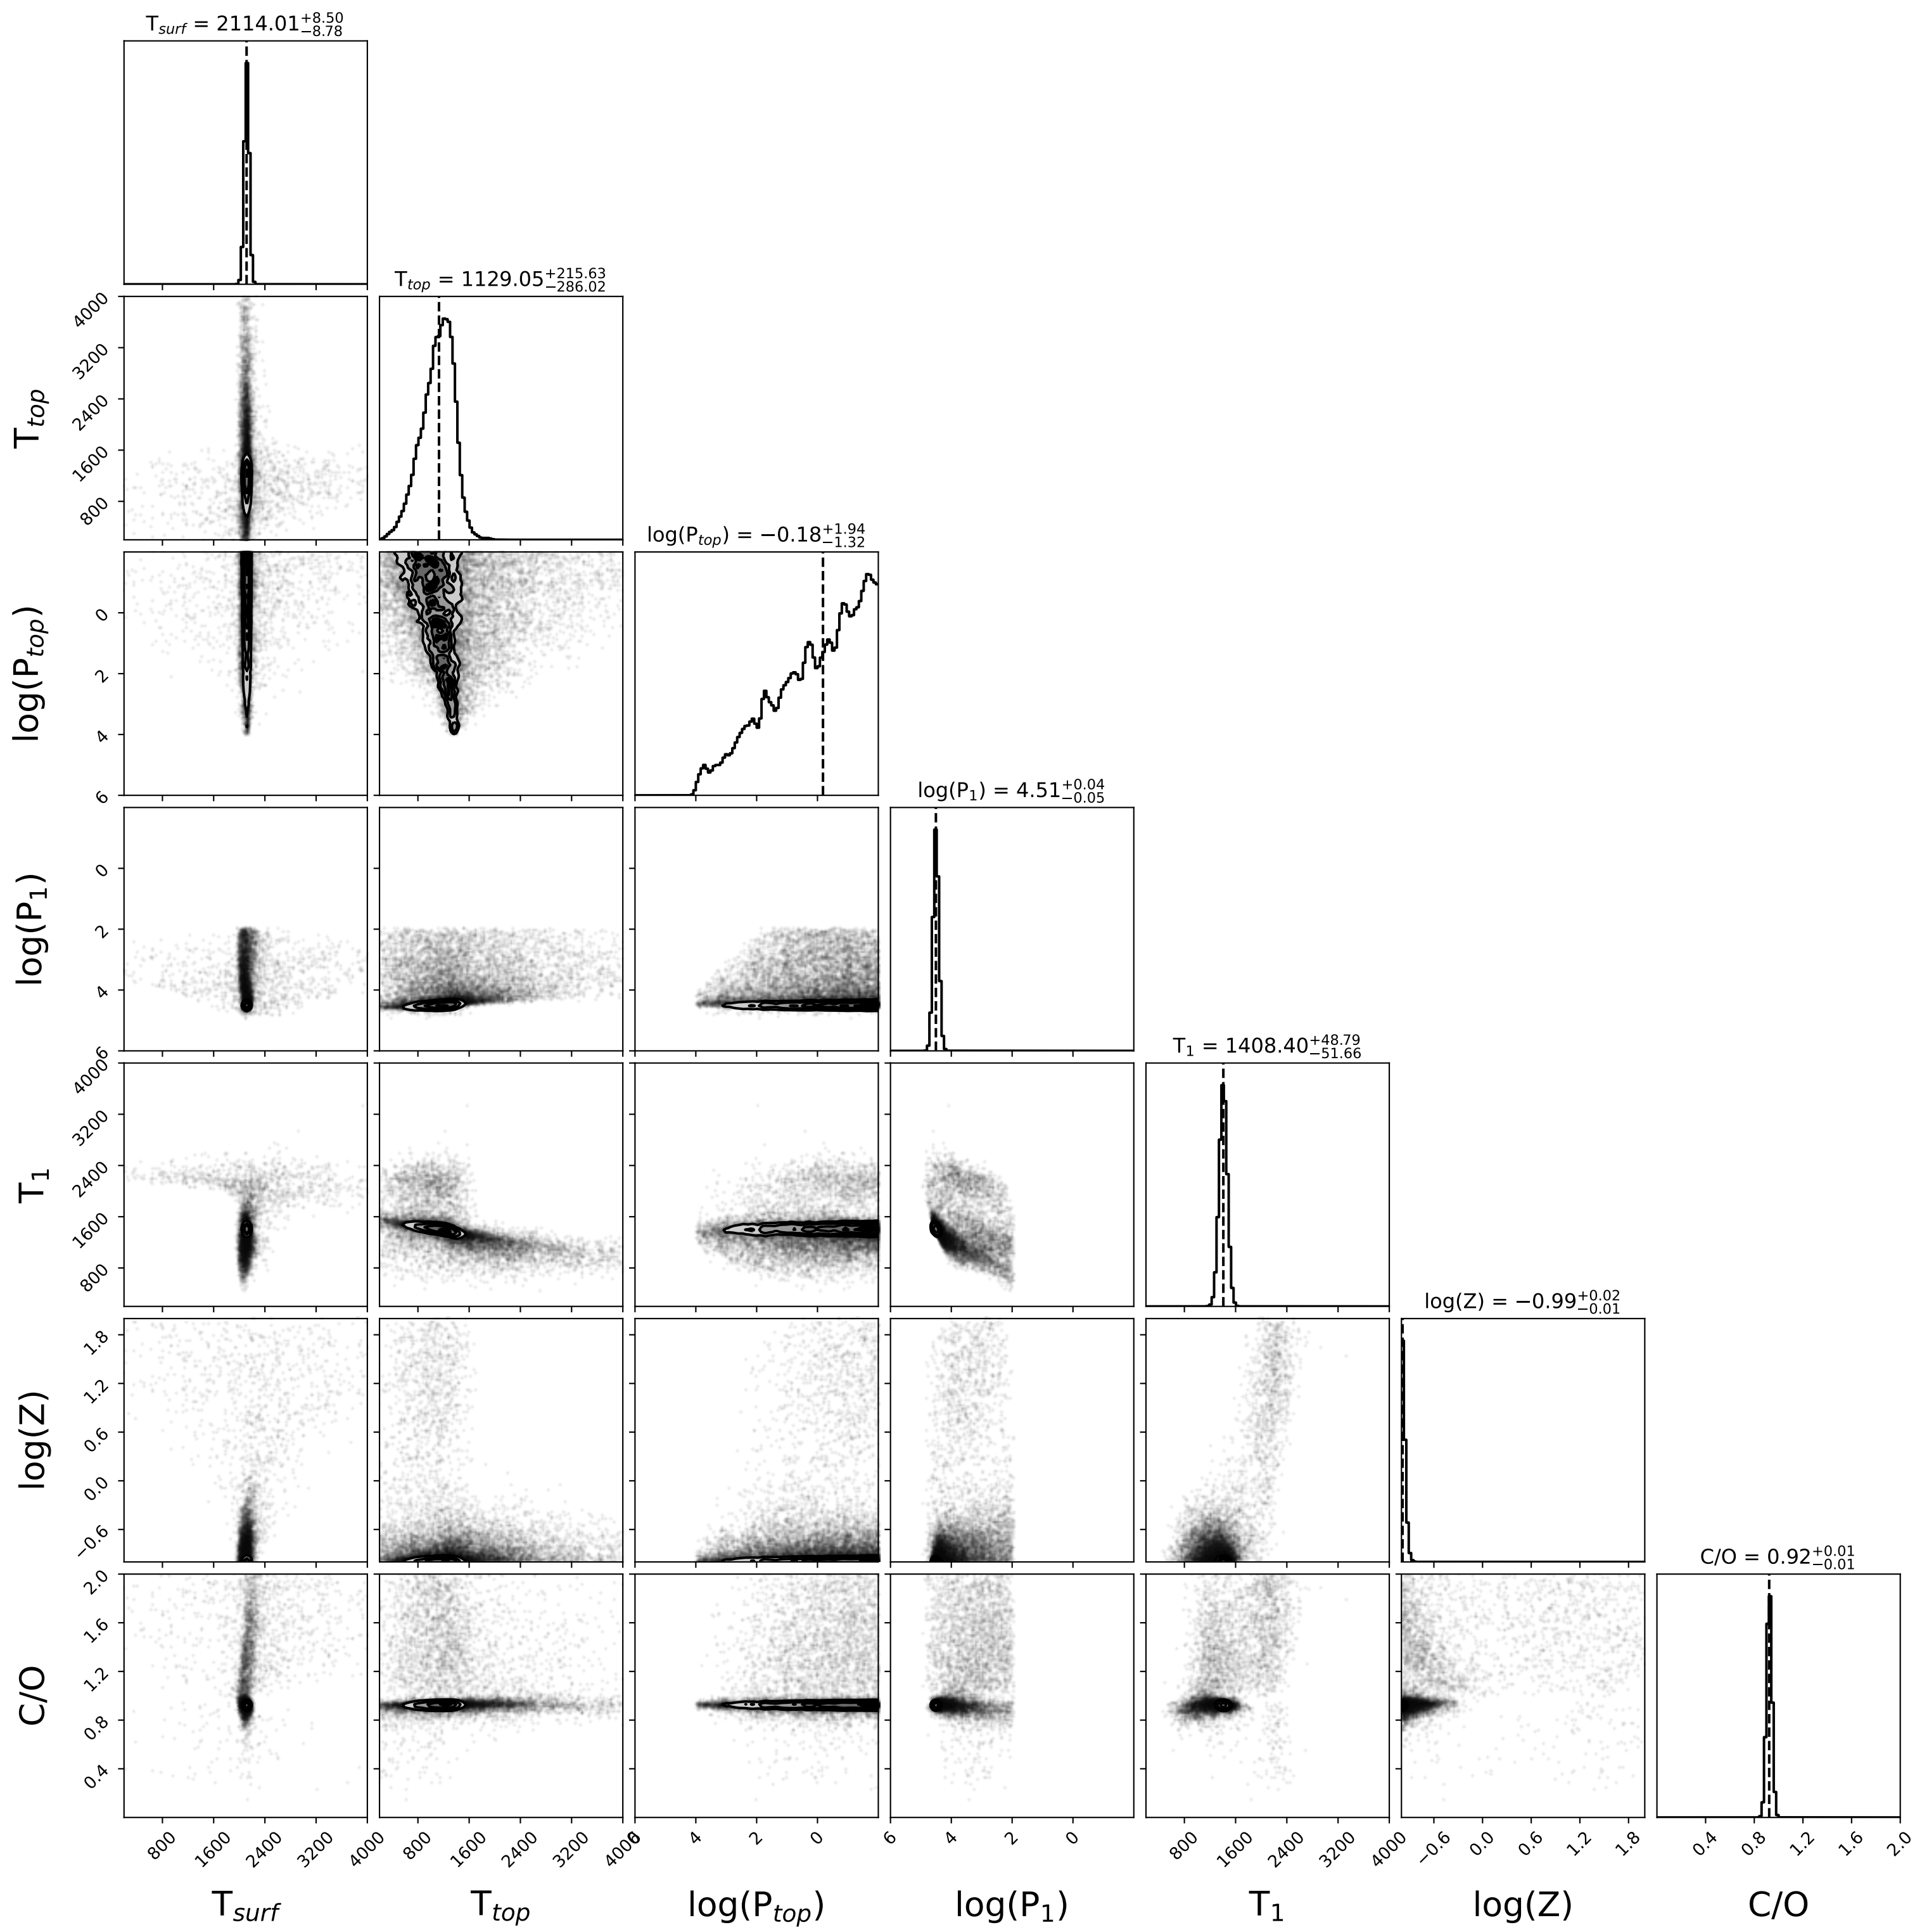 T_surf = 2114.01 +8.50 −8.78
T_top = 1129.05 +215.63 −286.02
4000
3200
2400
1600
800
T_top
log(P_top) = −0.18 +1.94 −1.32
0
2
4
6
log(P_top)
log(P_1) = 4.51 +0.04 −0.05
0
2
4
6
log(P_1)
T_1 = 1408.40 +48.79 −51.66
4000
3200
2400
1600
800
T_1
log(Z) = −0.99 +0.02 −0.01
1.8
1.2
0.6
0.0
−0.6
log(Z)
C/O = 0.92 +0.01 −0.01
2.0
1.6
1.2
0.8
0.4
C/O
800 1600 2400 3200 4000 800 1600 2400 3200 4000 6 4 2 0 6 4 2 0 800 1600 2400 3200 4000 −0.6 0.0 0.6 1.2 1.8 0.4 0.8 1.2 1.6 2.0
T_surf T_top log(P_top) log(P_1) T_1 log(Z) C/O